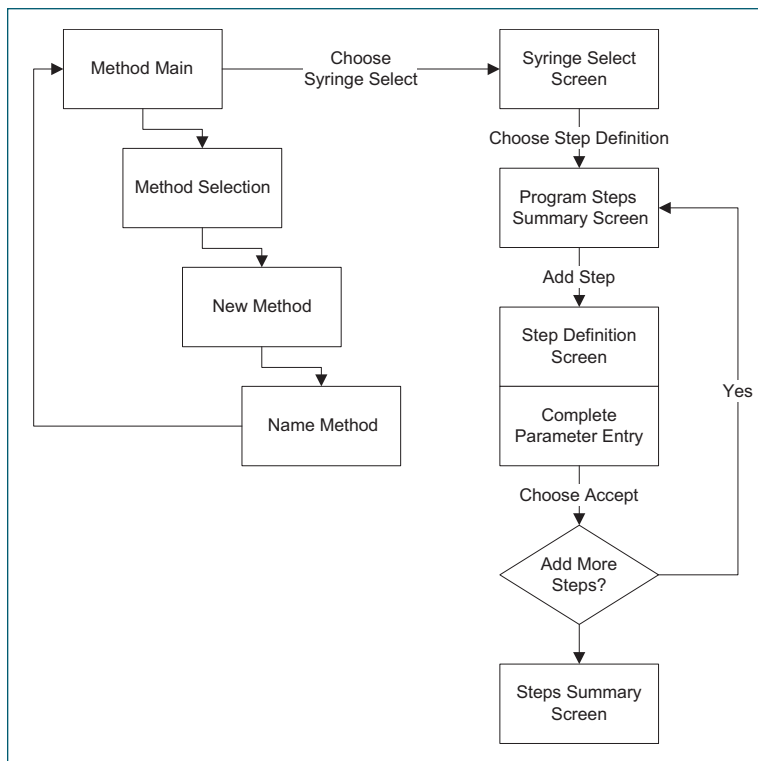 Method Main
Choose
Syringe Select
Syringe Select
Screen
Choose Step Definition
Method Selection
Program Steps
Summary Screen
Add Step
New Method
Step Definition
Screen
Yes
Name Method
Complete
Parameter Entry
Choose Accept
Add More
Steps?
Steps Summary
Screen